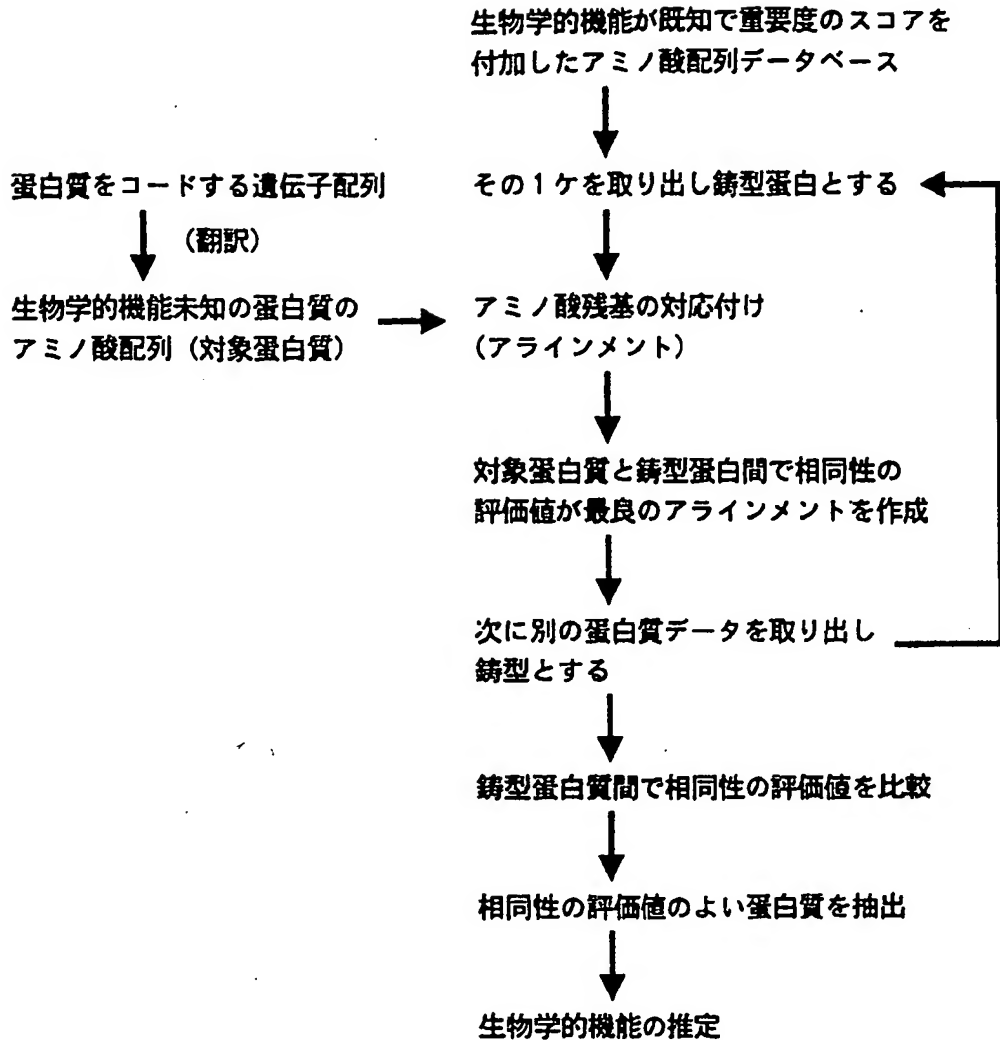 生物学的機能が既知で重要度のスコアを
付加したアミノ酸配列データベース
蛋白質をコードする遺伝子配列
その1ケを取り出し鋳型蛋白とする
(翻訳)
生物学的機能未知の蛋白質の
アミノ酸配列(対象蛋白質)
アミノ酸残基の対応付け
(アラインメント)
対象蛋白質と鋳型蛋白間で相同性の
評価値が最良のアラインメントを作成
次に別の蛋白質データを取り出し
鋳型とする
鋳型蛋白質間で相同性の評価値を比較
相同性の評価値のよい蛋白質を抽出
生物学的機能の推定